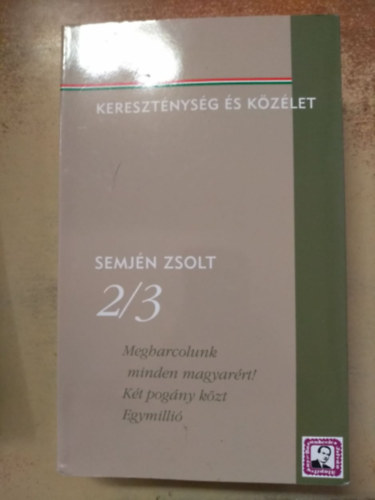 KERESZTÉNYSÉG ÉS KÖZÉLET
SEMJÉN ZSOLT
2/3
Megharcolunk
minden magyarért!
Két pogány közt
Egymillió